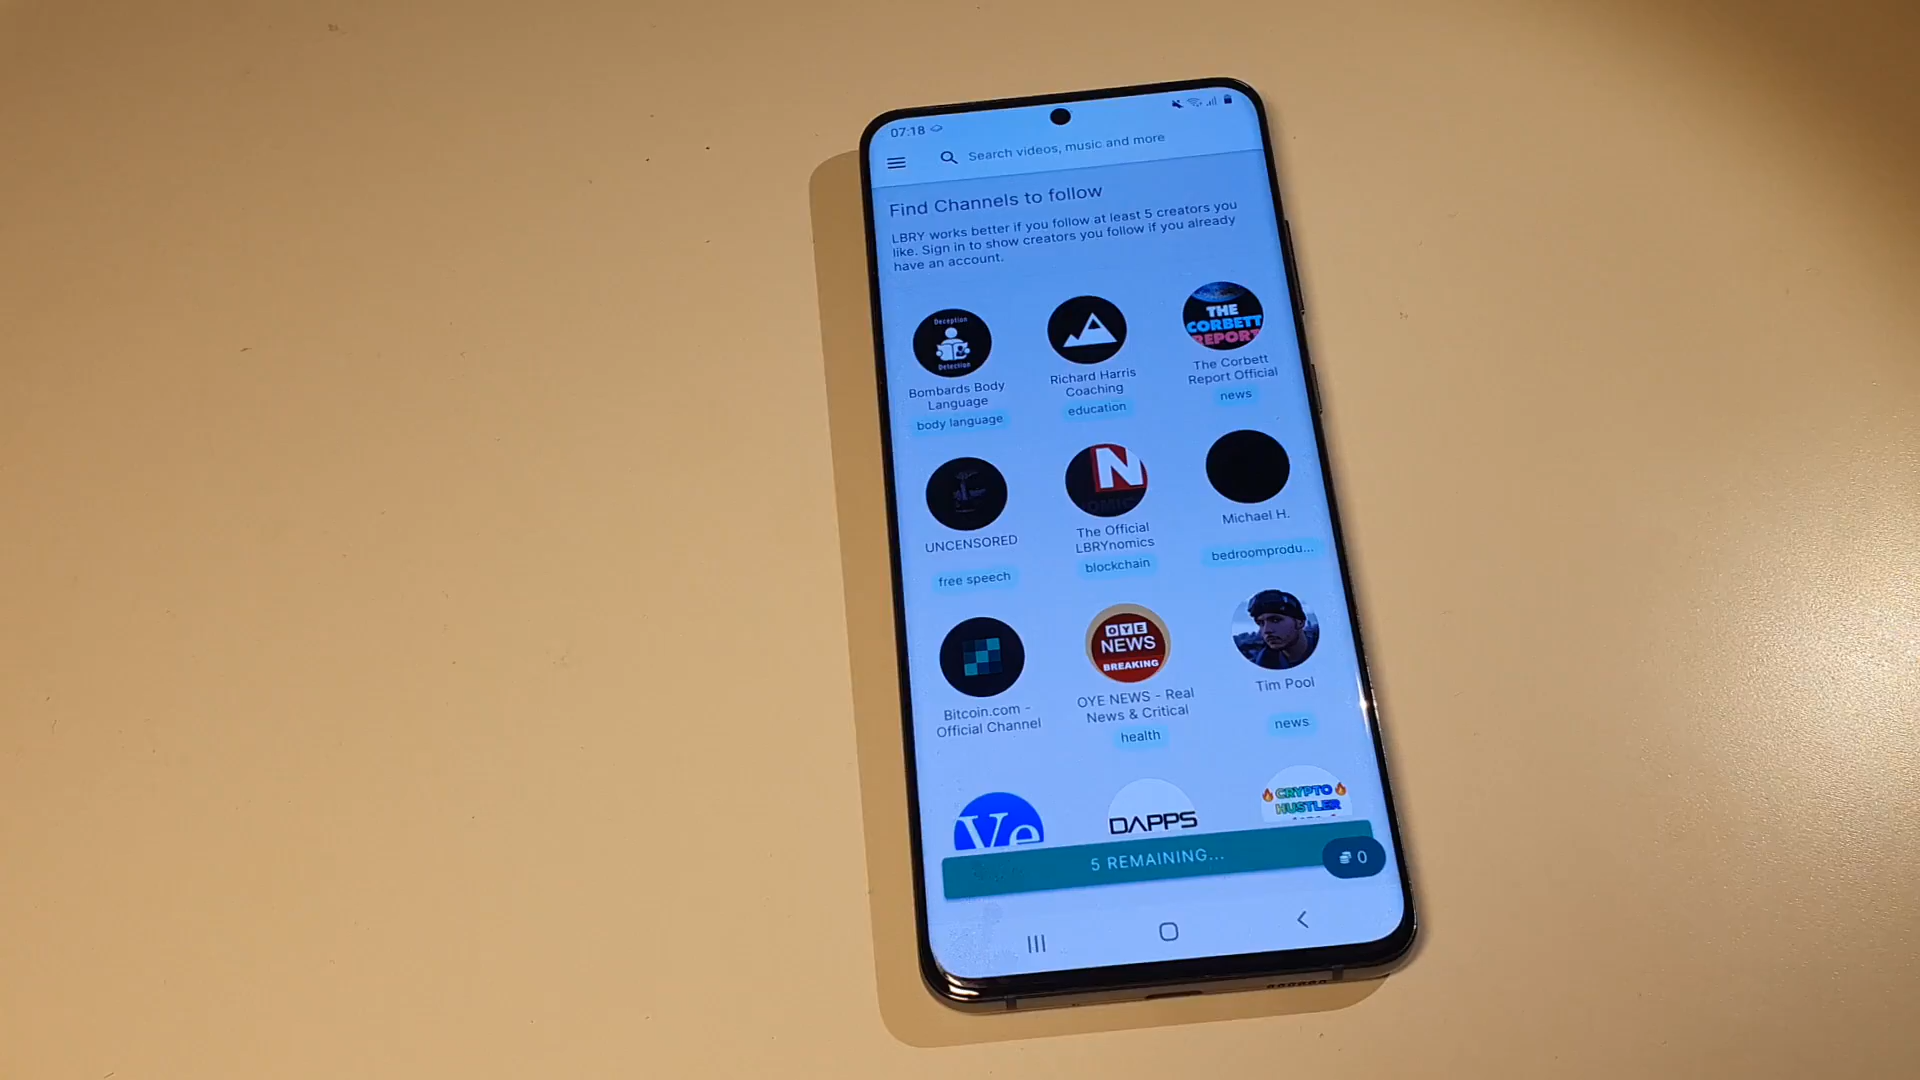 07:18
Search videos, music and more
Find Channels to follow
LBRY works better if you follow at least 5 creators you
like. Sign in to show creators you follow if you already
have an account.
Deception
Detection
THE
CORBETT
REPORT
Bombards Body
Language
body language
Richard Harris
Coaching
education
The Corbett
Report Official
news
N
UNCENSORED
free speech
The Official
LBRYnomics
blockchain
Michael H.
bedroomprodu...
OYE
NEWS
BREAKING
Bitcoin.com -
Official Channel
OYE NEWS - Real
News & Critical
health
Tim Pool
news
Ve
DAPPS
CRYPTO
HUSTLER
5 REMAINING...
0